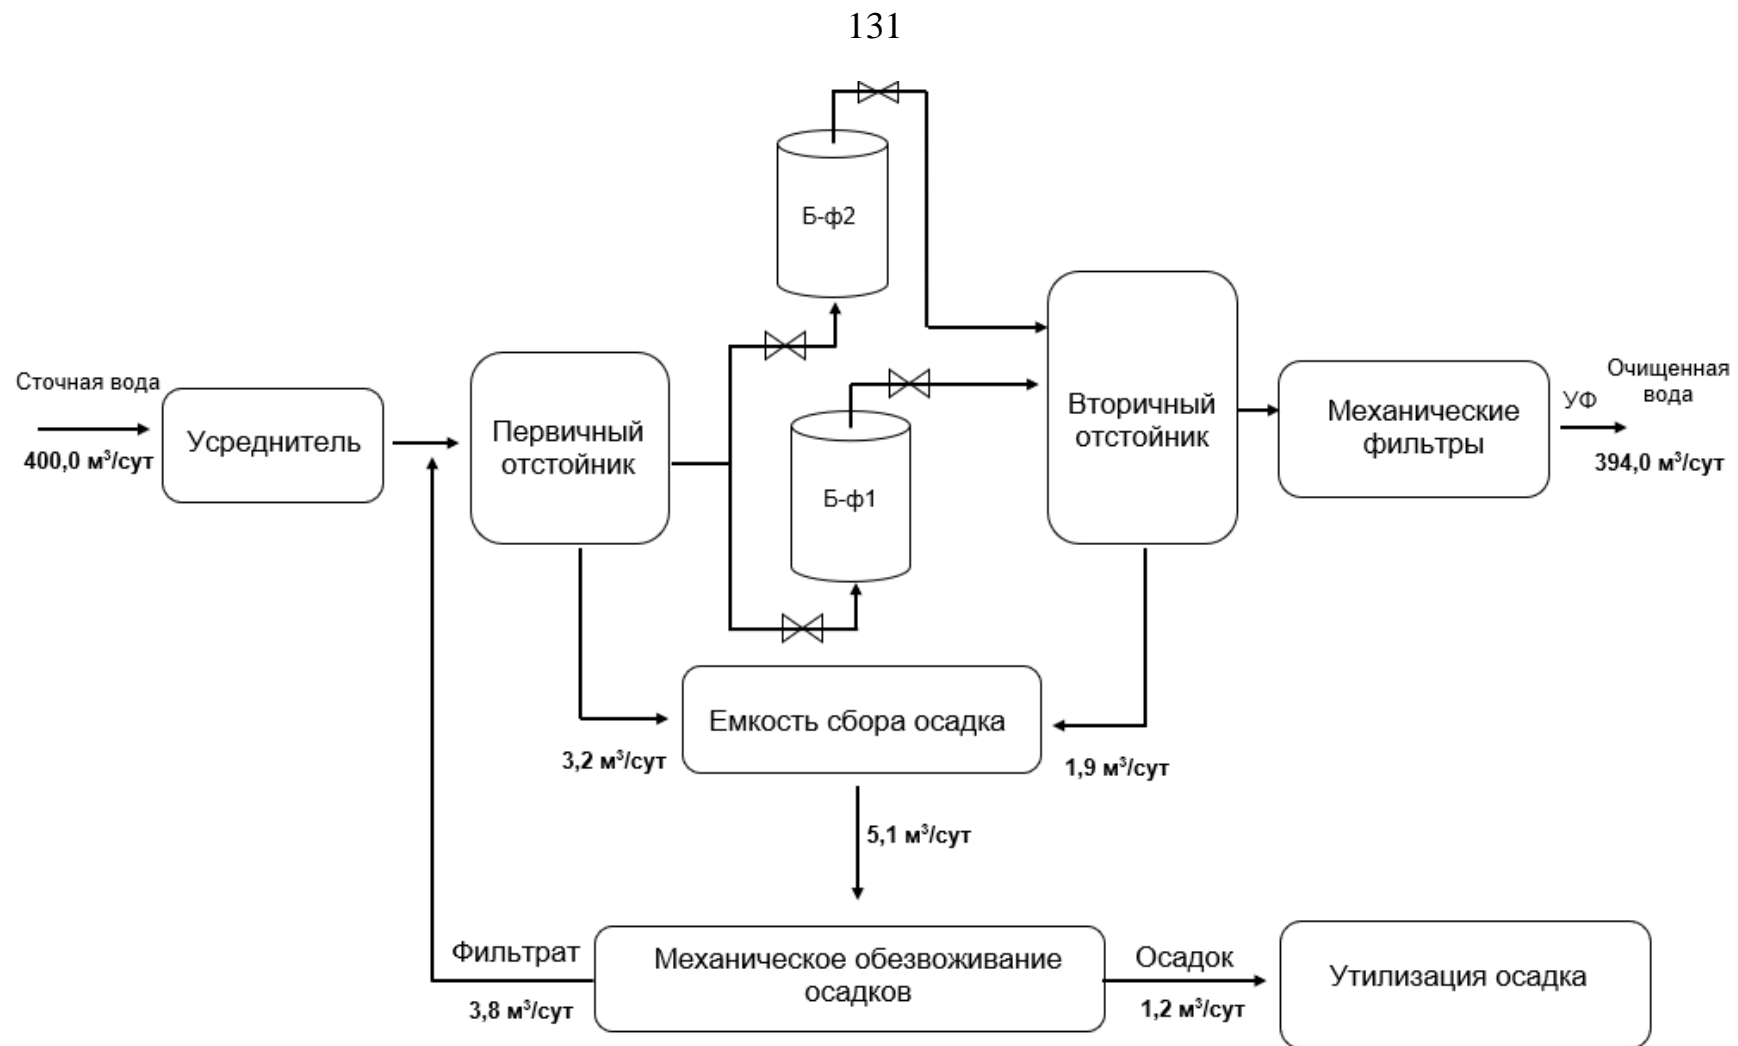 131
Б-ф2
Сточная вода
400,0 м³/сут
Усреднитель
Первичный
отстойник
Б-ф1
Вторичный
отстойник
Механические
фильтры
УФ
Очищенная
вода
394,0 м³/сут
Емкость сбора осадка
3,2 м³/сут
1,9 м³/сут
5,1 м³/сут
Фильтрат
3,8 м³/сут
Механическое обезвоживание
осадков
Осадок
1,2 м³/сут
Утилизация осадка